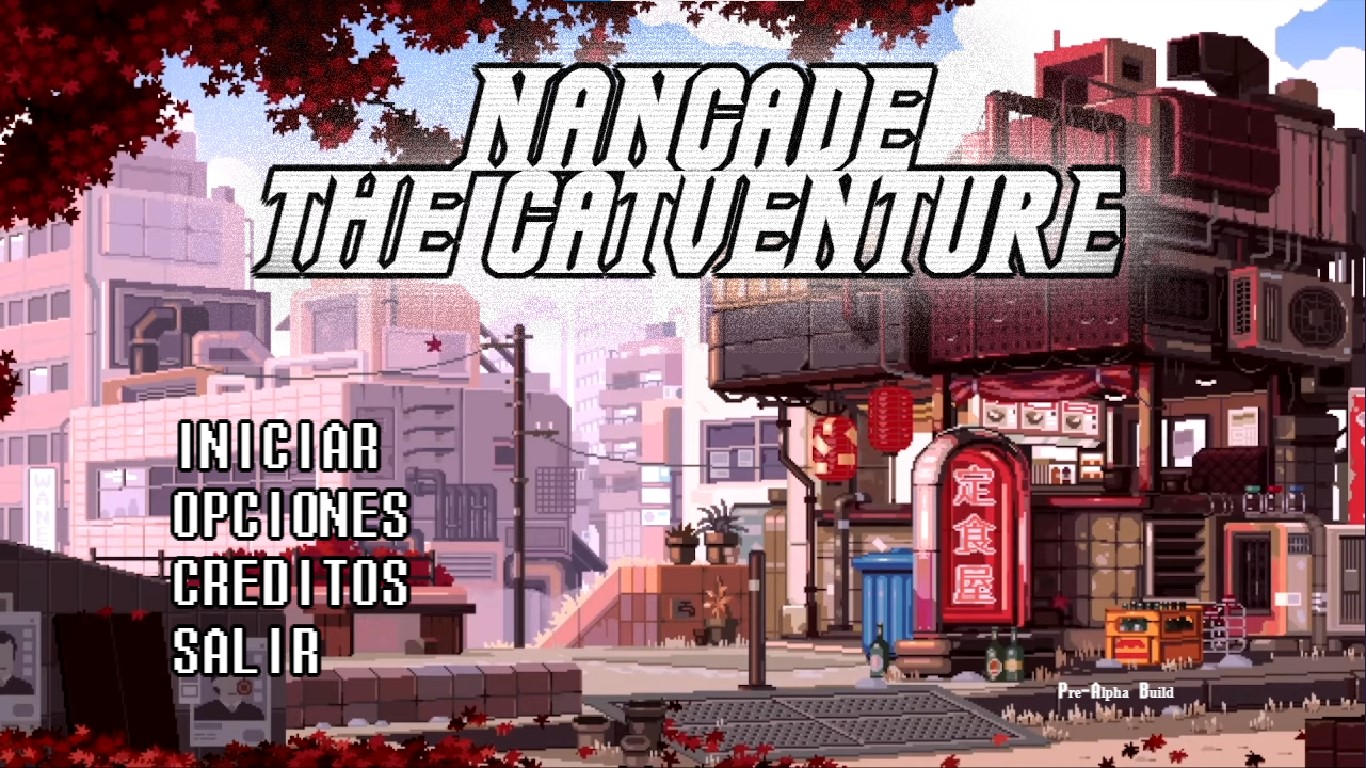 NANCADE
THE CATVENTURE
INICIAR
OPCIONES
CREDITOS
SALIR
定食屋
Pre-Alpha Build